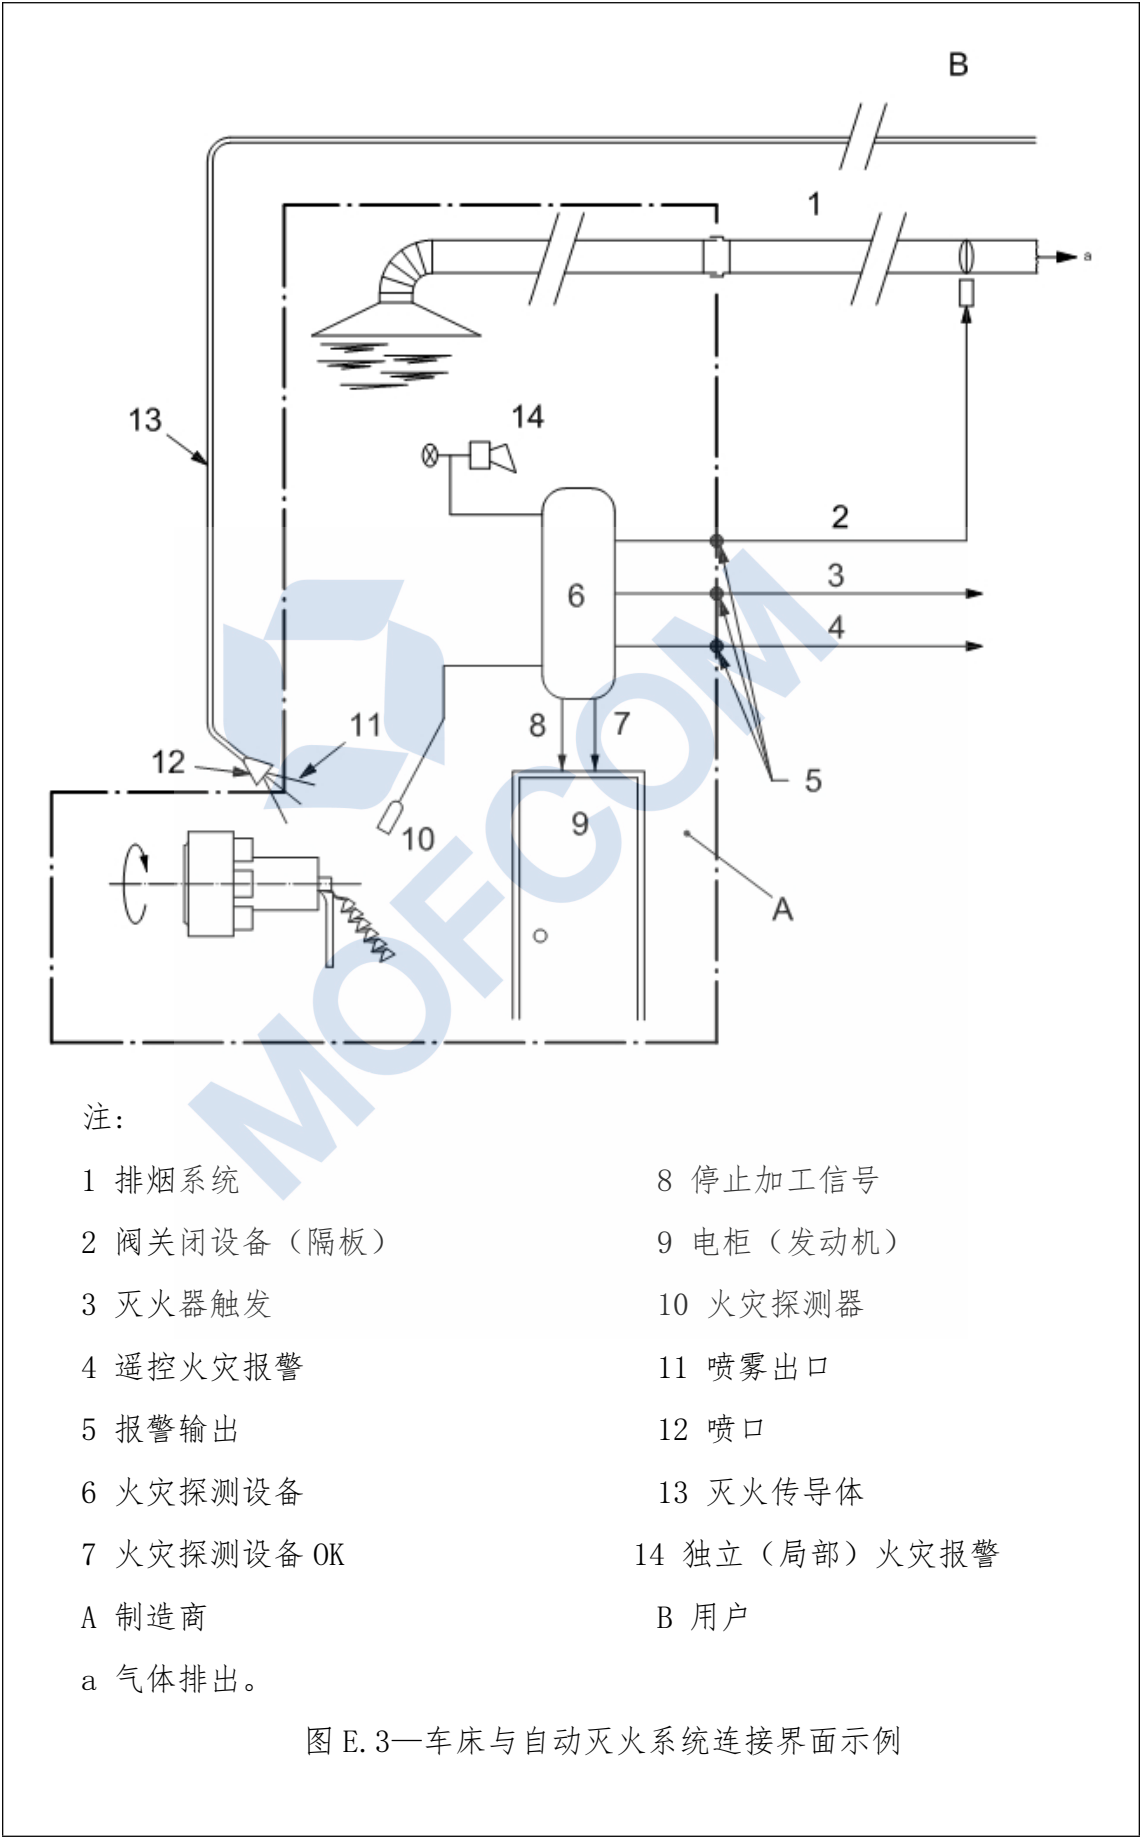 B
1
a
13
14
2
3
6
4
11
8
7
12
5
9
10
A
MOFCOM
注：
1 排烟系统
8 停止加工信号
2 阀关闭设备（隔板）
9 电柜（发动机）
3 灭火器触发
10 火灾探测器
4 遥控火灾报警
11 喷雾出口
5 报警输出
12 喷口
6 火灾探测设备
13 灭火传导体
7 火灾探测设备 OK
14 独立（局部）火灾报警
A 制造商
B 用户
a 气体排出。
图 E.3—车床与自动灭火系统连接界面示例